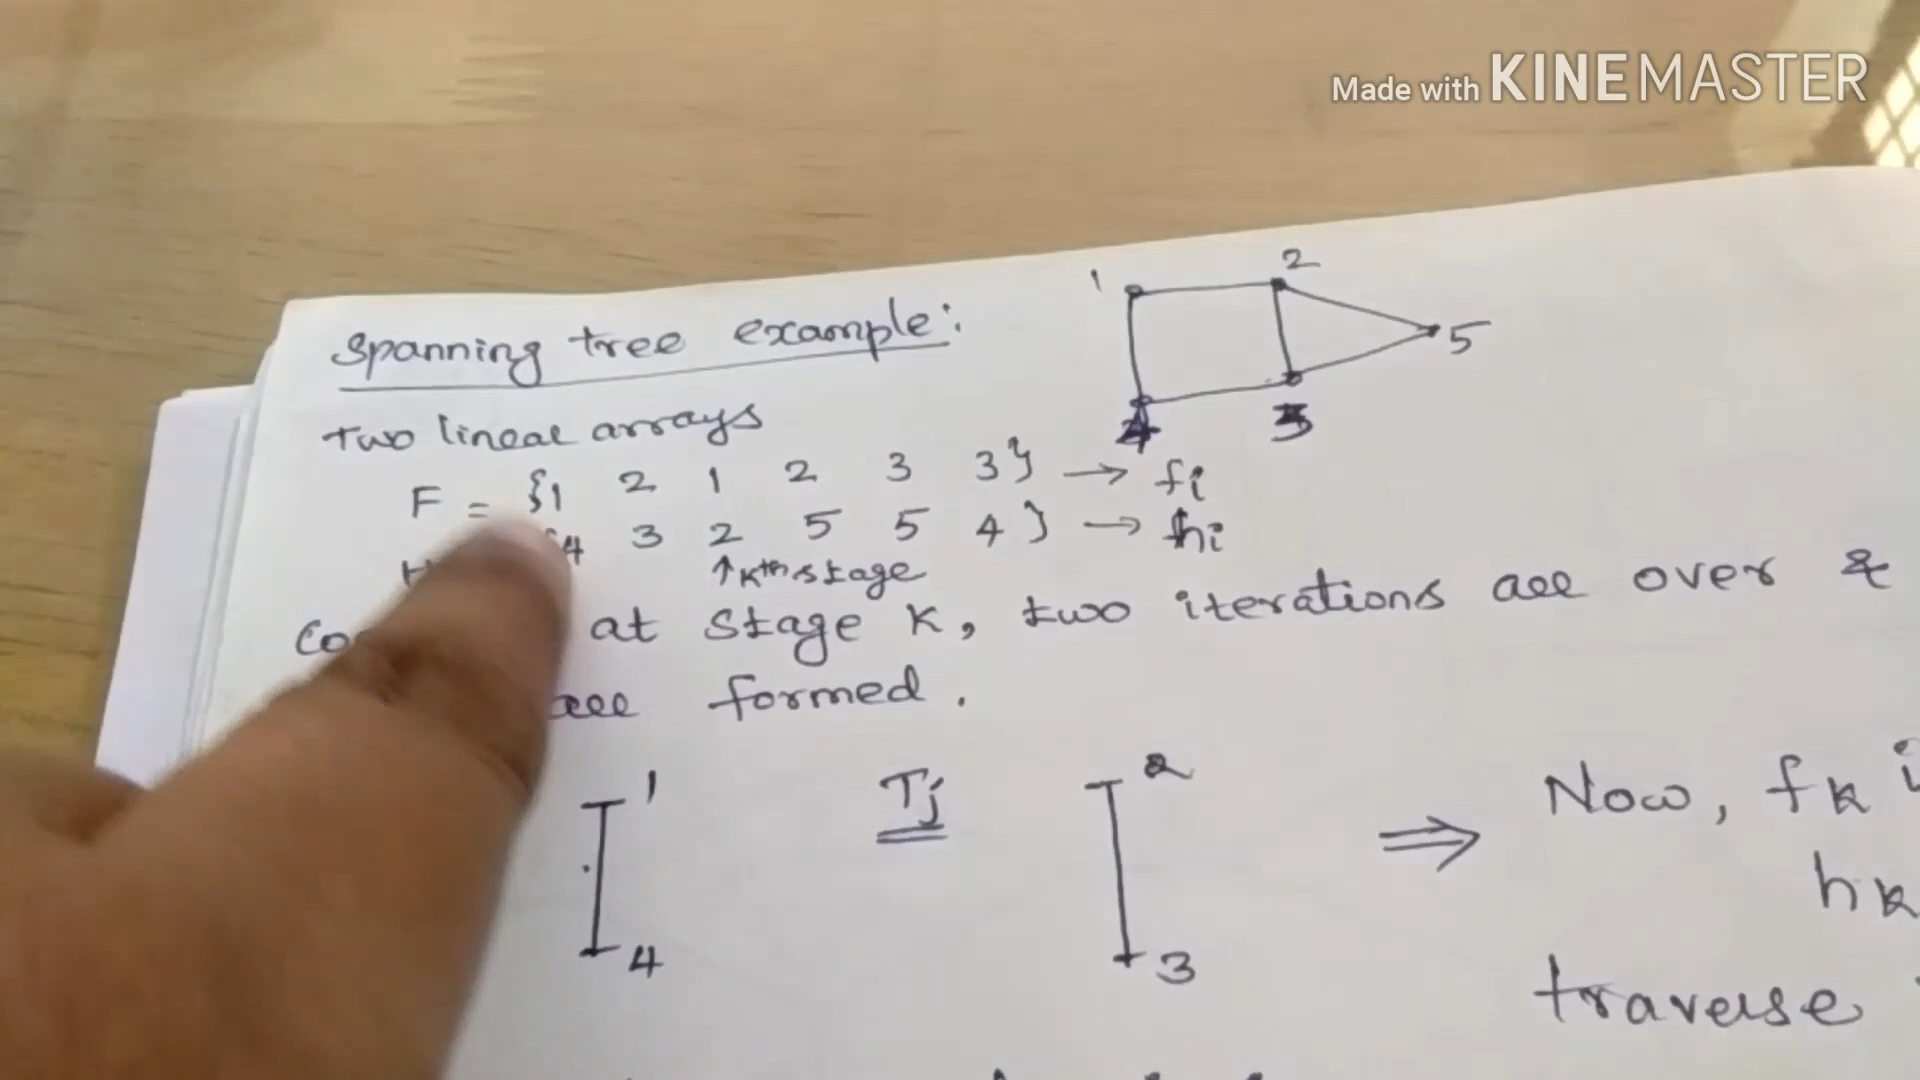 Made with KINEMASTER
1 2
5
4 3
Spanning tree example:
Two linear arrays
F = {1 2 1 2 3 3} → fi
4 3 2 5 5 4 } → hi
↑ Kth stage
at stage K, two iterations are over &
are formed.
1 Tj 2 ⇒ Now, fk
hk
4 3
traverse